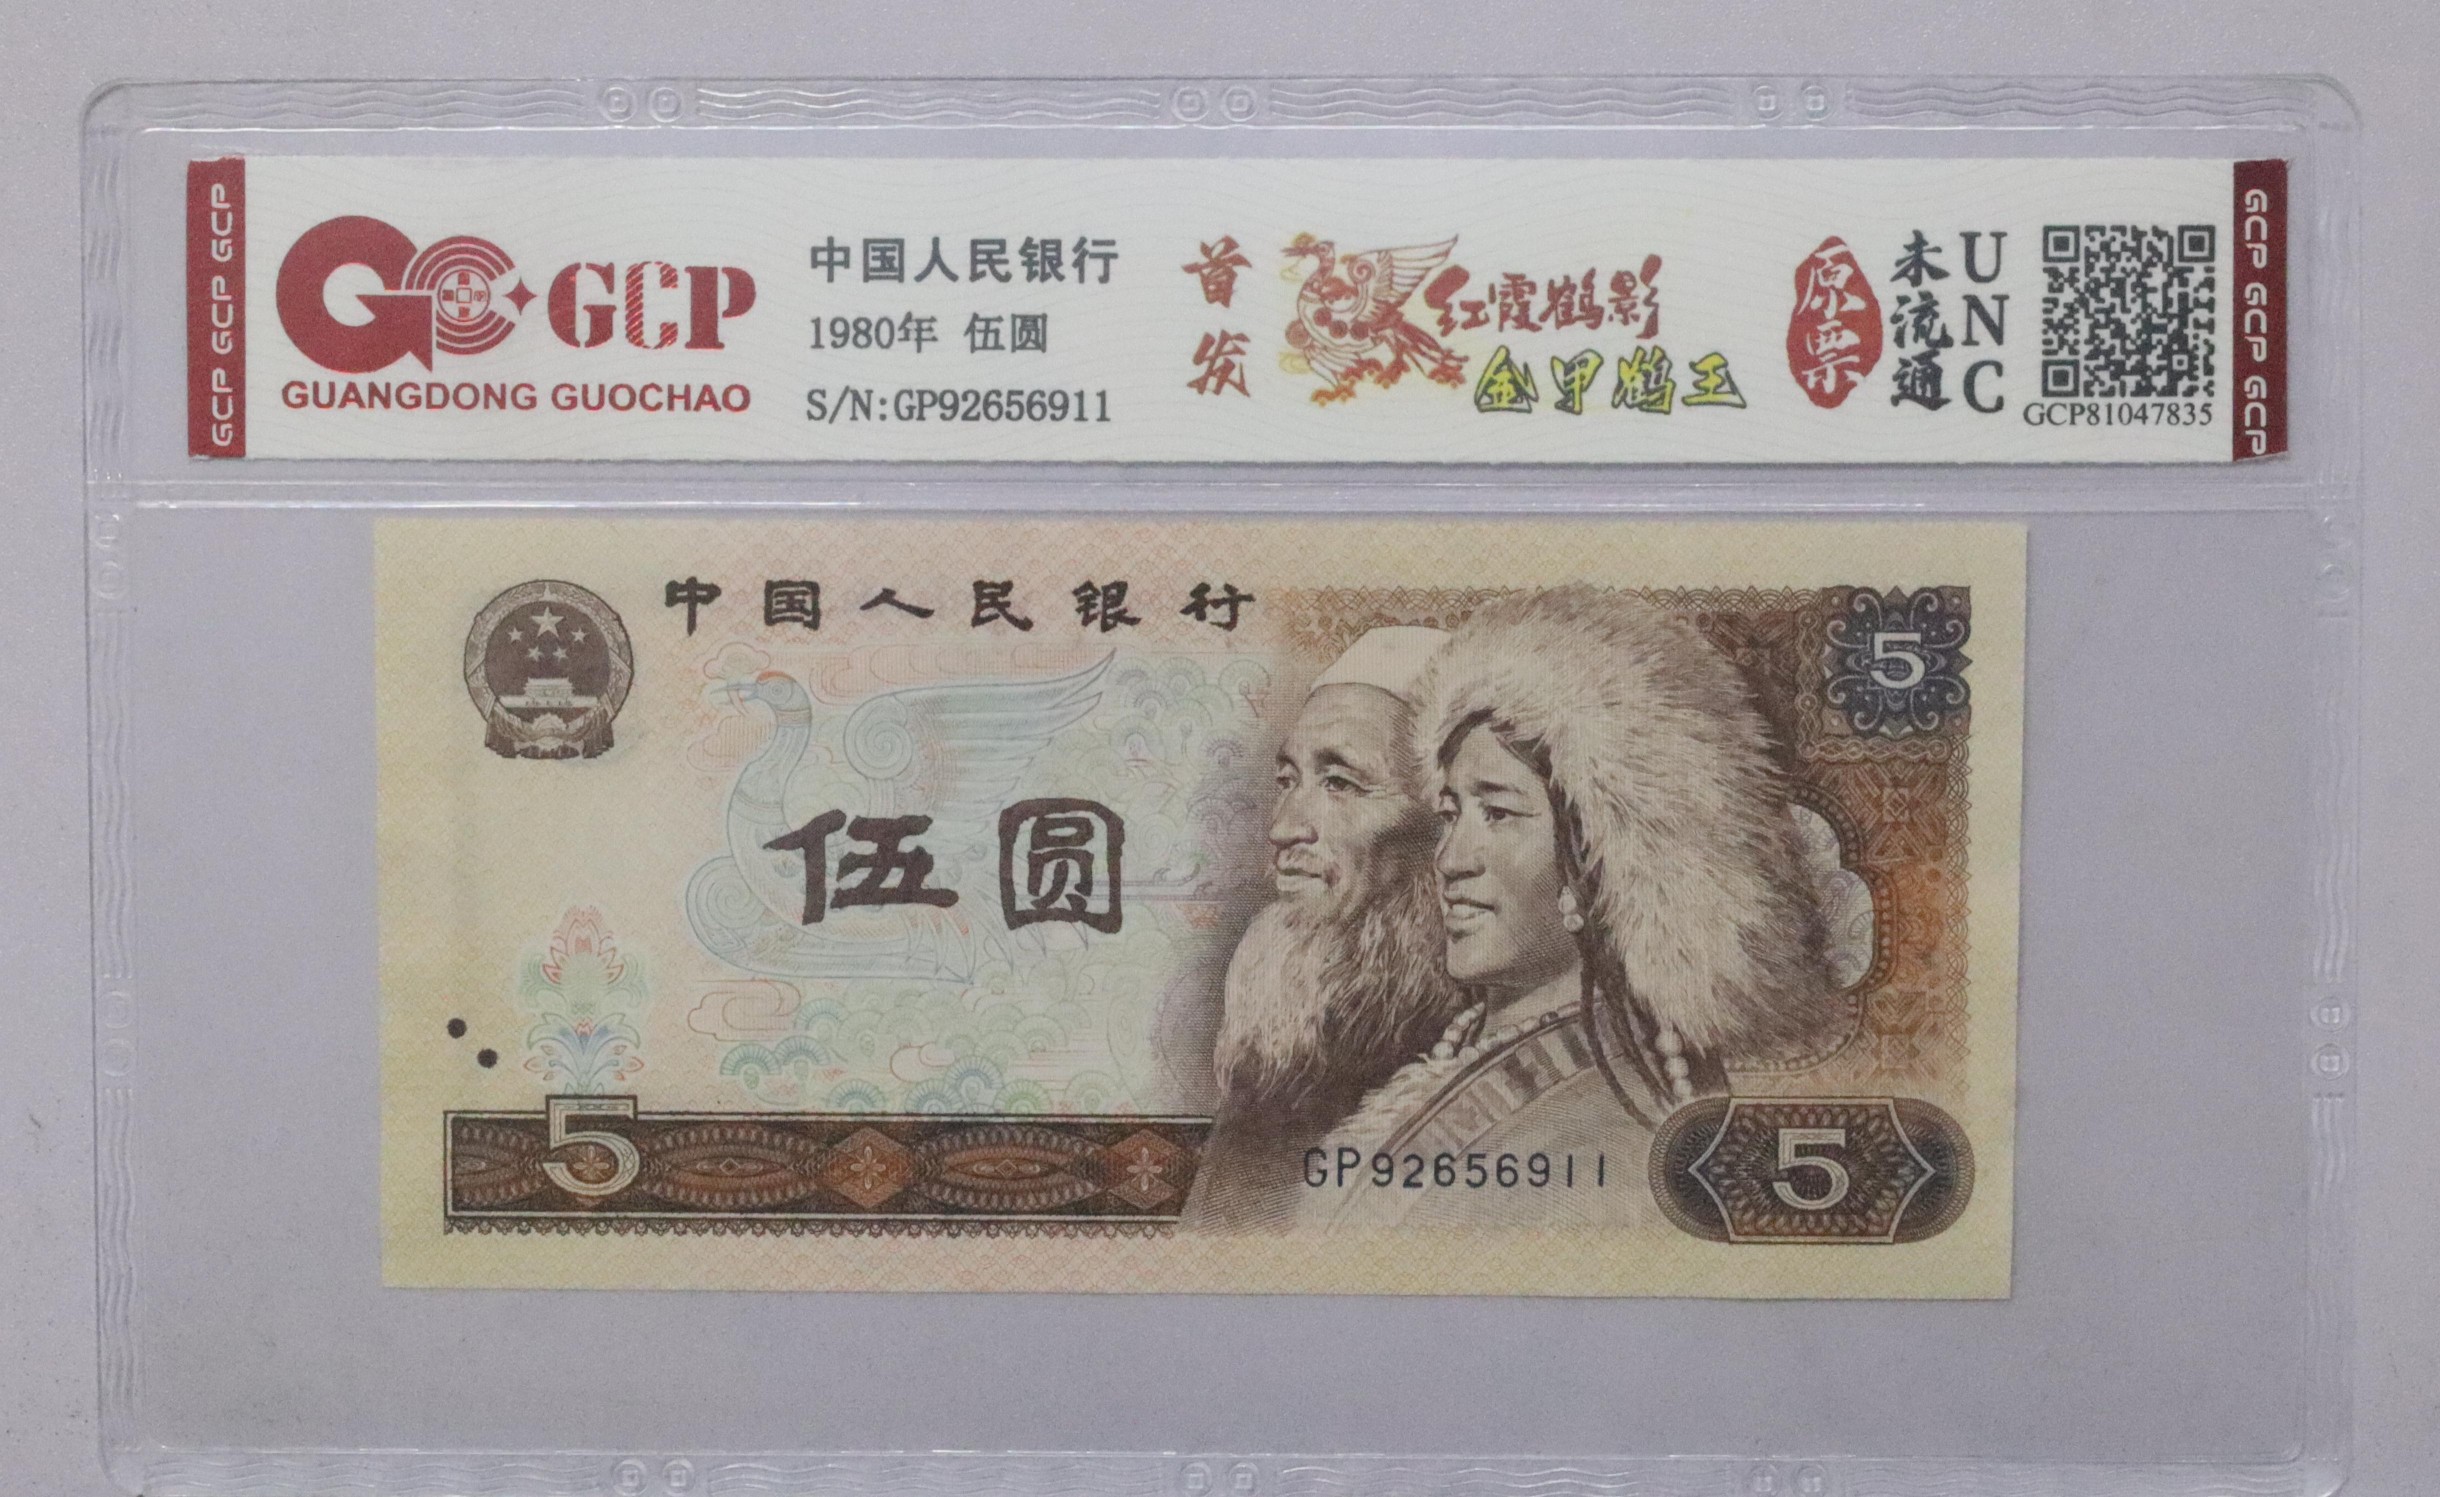 GCP GCP GCP
GCP
GUANGDONG GUOCHAO
中国人民银行
1980年 伍圆
S/N:GP92656911
首发
红霞鹤影
金甲鹤王
原票
未流通
UNC
GCP81047835
GCP GCP GCP
中国人民银行
5
伍圆
5
GP92656911
5